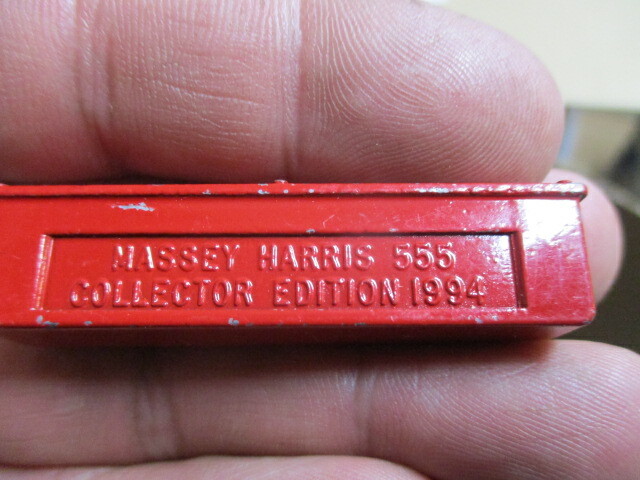 MASSEY HARRIS 555
COLLECTOR EDITION 1994